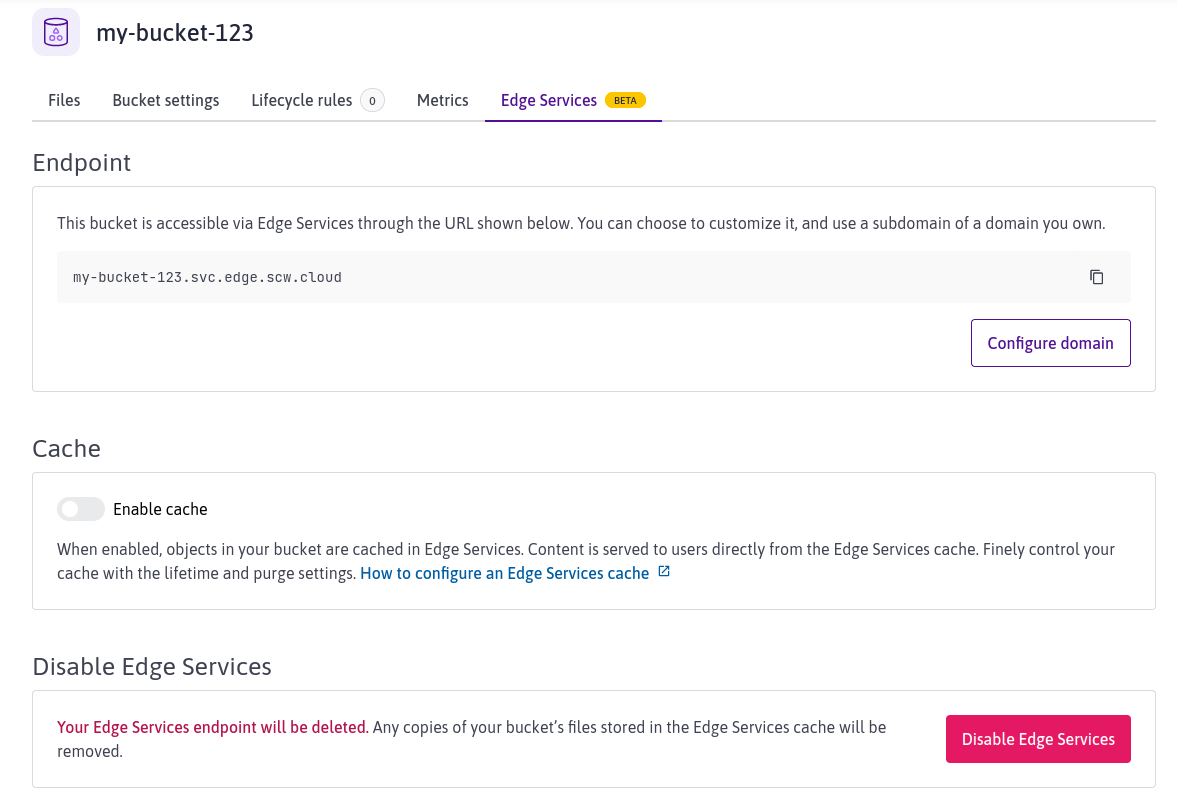 my-bucket-123
Files Bucket settings Lifecycle rules 0 Metrics Edge Services BETA
Endpoint
This bucket is accessible via Edge Services through the URL shown below. You can choose to customize it, and use a subdomain of a domain you own.
my-bucket-123.svc.edge.scw.cloud
Configure domain
Cache
Enable cache
When enabled, objects in your bucket are cached in Edge Services. Content is served to users directly from the Edge Services cache. Finely control your
cache with the lifetime and purge settings. How to configure an Edge Services cache
Disable Edge Services
Your Edge Services endpoint will be deleted. Any copies of your bucket’s files stored in the Edge Services cache will be
removed.
Disable Edge Services